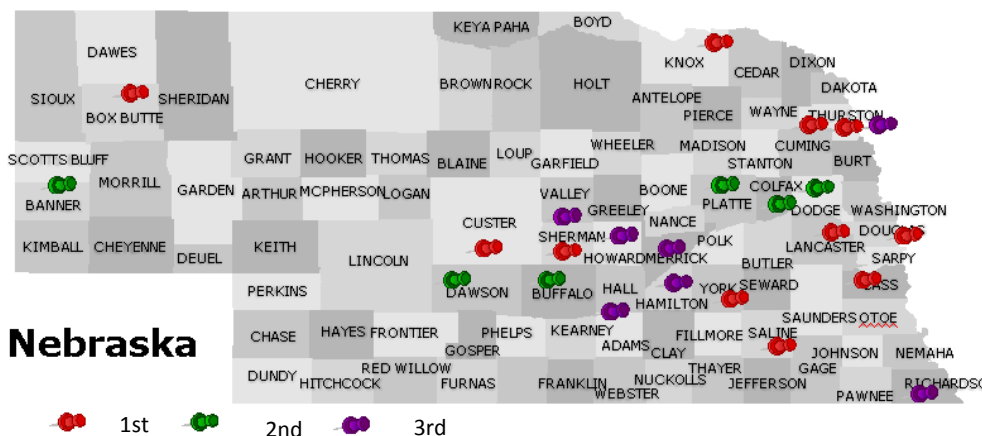 BOYD
KEYA PAHA
DAWES
KNOX
DIXON
CEDAR
CHERRY
BROWN ROCK
HOLT
DAKOTA
SIOUX
SHERIDAN
ANTELOPE
BOX BUTTE
PIERCE
WAYNE
THURSTON
WHEELER
MADISON
CUMING
SCOTTS BLUFF
GRANT
HOOKER
THOMAS
BLAINE
LOUP
GARFIELD
STANTON
BURT
MORRILL
GARDEN
ARTHUR
MCPHERSON
LOGAN
VALLEY
BOONE
COLFAX
BANNER
PLATTE
GREELEY
DODGE
WASHINGTON
CUSTER
NANCE
SHERMAN
POLK
DOUGLAS
KIMBALL
CHEYENNE
DEUEL
KEITH
LINCOLN
HOWARD
MERRICK
LANCASTER
SARPY
BUTLER
PERKINS
DAWSON
BUFFALO
HALL
YORK
SEWARD
CASS
HAMILTON
SAUNDERS
OTOE
CHASE
HAYES
FRONTIER
PHELPS
KEARNEY
FILLMORE
SALINE
Nebraska
GOSPER
ADAMS
CLAY
JOHNSON
NEMAHA
RED WILLOW
THAYER
GAGE
DUNDY
HITCHCOCK
FURNAS
FRANKLIN
WEBSTER
NUCKOLLS
JEFFERSON
PAWNEE
RICHARDSO
1st
2nd
3rd